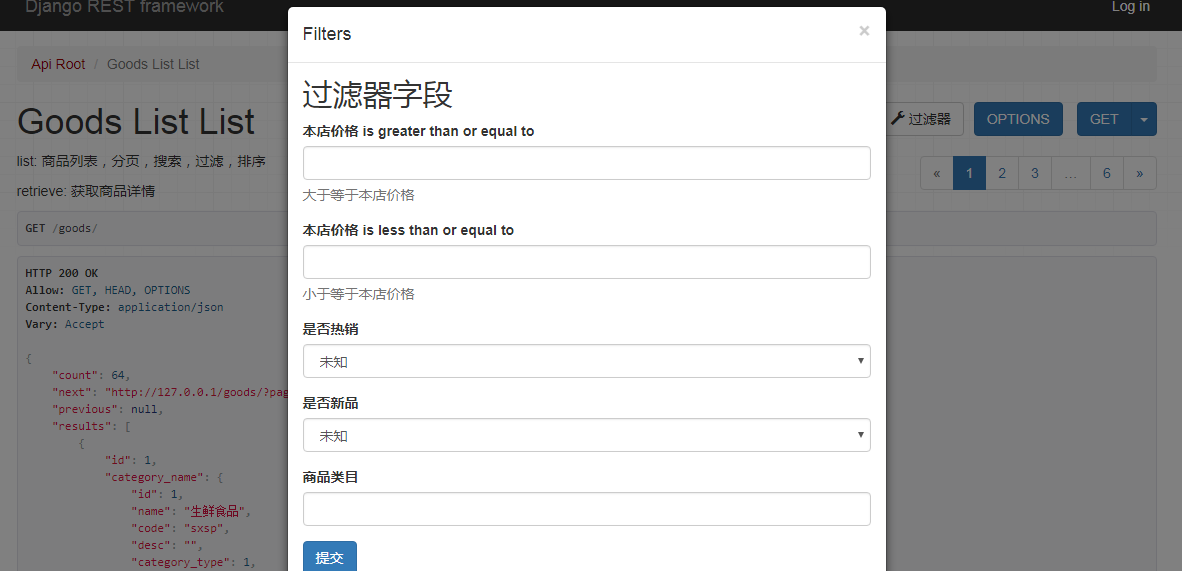 Django REST framework
Log in
Api Root / Goods List List
Goods List List
过滤器
OPTIONS
GET
list: 商品列表，分页，搜索，过滤，排序
retrieve: 获取商品详情
« 1 2 3 … 6 »
GET /goods/
HTTP 200 OK
Allow: GET, HEAD, OPTIONS
Content-Type: application/json
Vary: Accept
{
"count": 64,
"next": "http://127.0.0.1/goods/?pag
"previous": null,
"results": [
{
"id": 1,
"category_name": {
"id": 1,
"name": "生鲜食品",
"code": "sxsp",
"desc": "",
"category_type": 1,
Filters ×
过滤器字段
本店价格 is greater than or equal to
大于等于本店价格
本店价格 is less than or equal to
小于等于本店价格
是否热销
未知
是否新品
未知
商品类目
提交